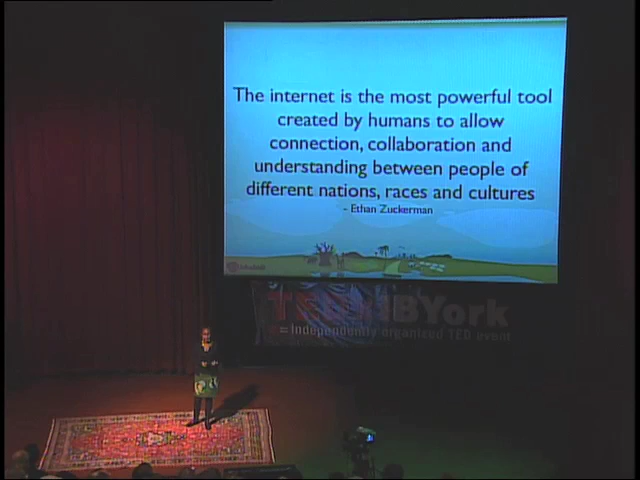 The internet is the most powerful tool
created by humans to allow
connection, collaboration and
understanding between people of
different nations, races and cultures
- Ethan Zuckerman
= independently organized TED event